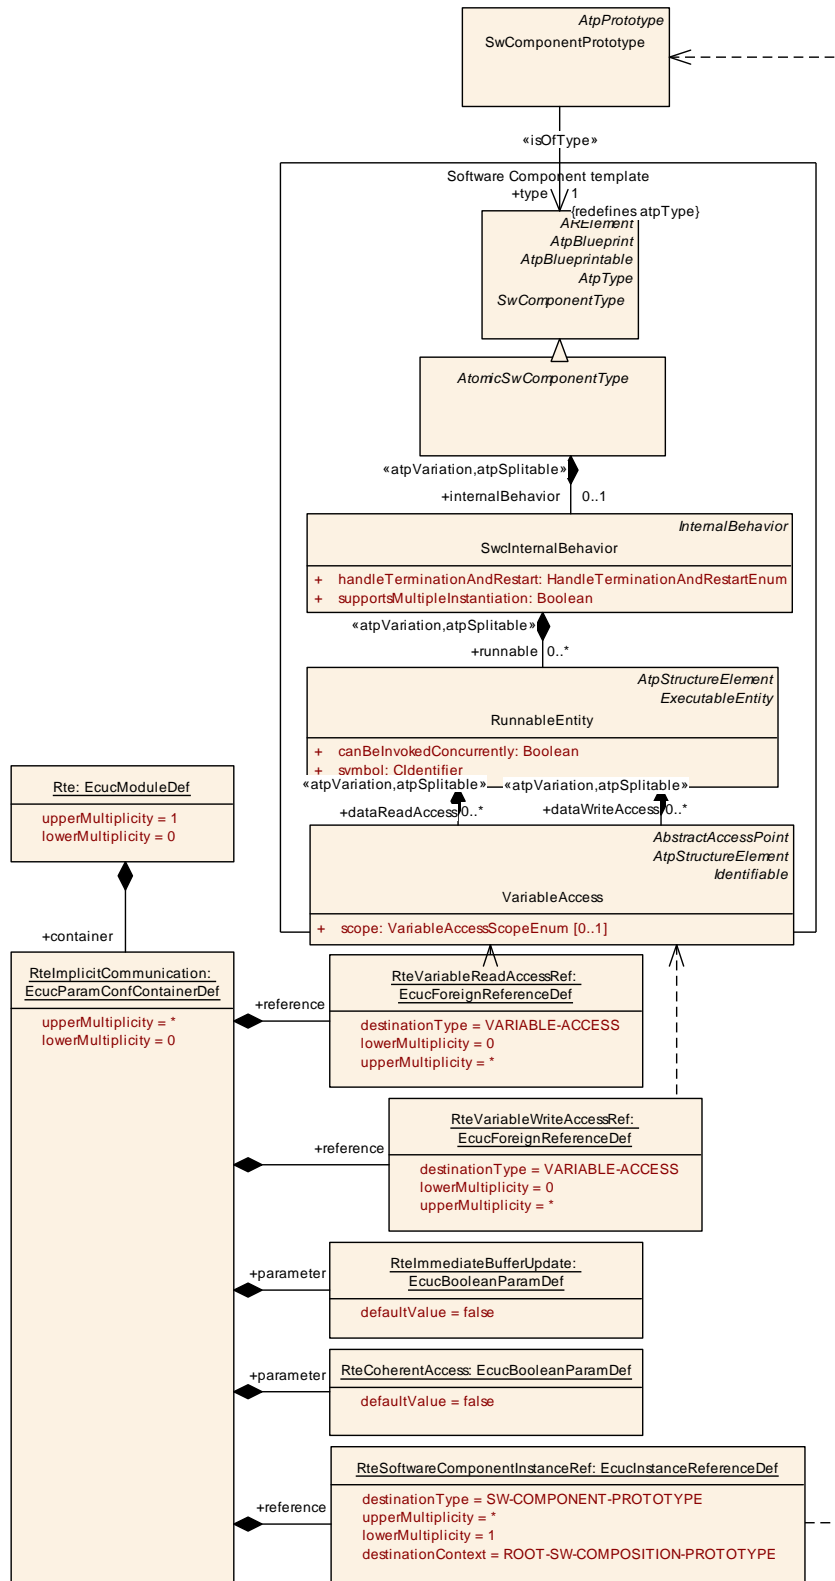 AtpPrototype
SwComponentPrototype
«isOfType»
Software Component template
+type 1
{redefines atpType}
ARElement
AtpBlueprint
AtpBlueprintable
AtpType
SwComponentType
AtomicSwComponentType
«atpVariation,atpSplitable»
+internalBehavior 0..1
InternalBehavior
SwcInternalBehavior
+ handleTerminationAndRestart: HandleTerminationAndRestartEnum
+ supportsMultipleInstantiation: Boolean
«atpVariation,atpSplitable»
+runnable 0..*
AtpStructureElement
ExecutableEntity
RunnableEntity
+ canBeInvokedConcurrently: Boolean
+ symbol: CIdentifier
«atpVariation,atpSplitable» «atpVariation,atpSplitable»
+dataReadAccess 0..* +dataWriteAccess 0..*
AbstractAccessPoint
AtpStructureElement
Identifiable
VariableAccess
+ scope: VariableAccessScopeEnum [0..1]
Rte: EcucModuleDef
upperMultiplicity = 1
lowerMultiplicity = 0
+container
RteImplicitCommunication:
EcucParamConfContainerDef
upperMultiplicity = *
lowerMultiplicity = 0
+reference
RteVariableReadAccessRef:
EcucForeignReferenceDef
destinationType = VARIABLE-ACCESS
lowerMultiplicity = 0
upperMultiplicity = *
+reference
RteVariableWriteAccessRef:
EcucForeignReferenceDef
destinationType = VARIABLE-ACCESS
lowerMultiplicity = 0
upperMultiplicity = *
+parameter
RteImmediateBufferUpdate:
EcucBooleanParamDef
defaultValue = false
+parameter
RteCoherentAccess: EcucBooleanParamDef
defaultValue = false
+reference
RteSoftwareComponentInstanceRef: EcucInstanceReferenceDef
destinationType = SW-COMPONENT-PROTOTYPE
upperMultiplicity = *
lowerMultiplicity = 1
destinationContext = ROOT-SW-COMPOSITION-PROTOTYPE